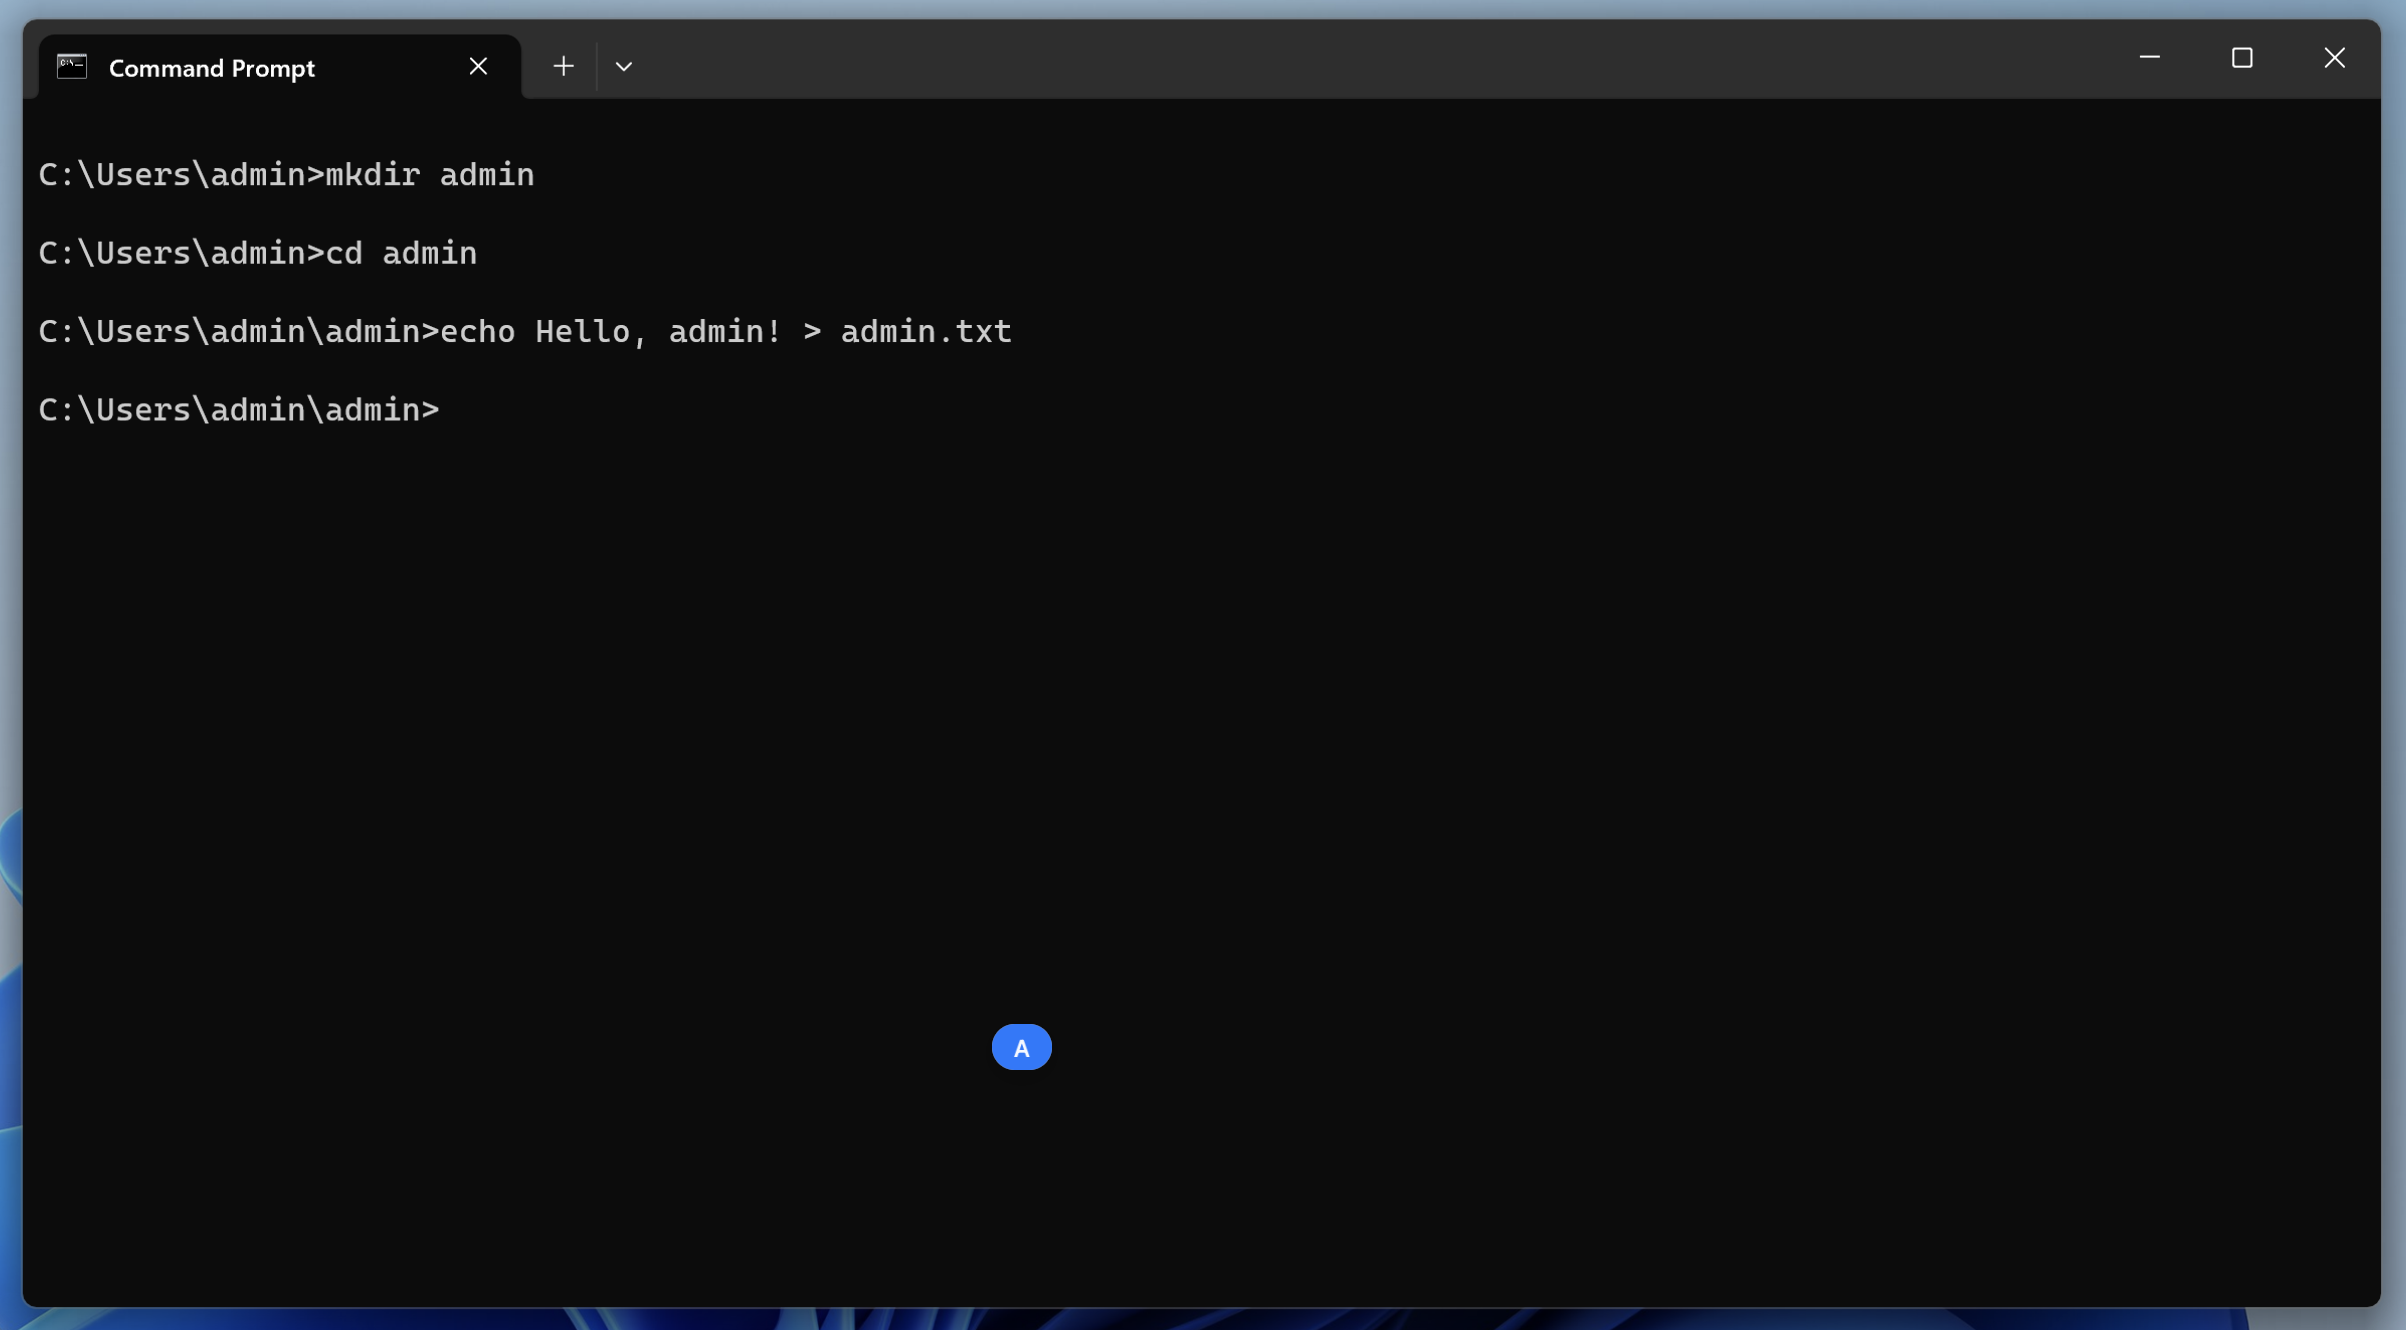 Command Prompt
C:\Users\admin>mkdir admin
C:\Users\admin>cd admin
C:\Users\admin\admin>echo Hello, admin! > admin.txt
C:\Users\admin\admin>
A